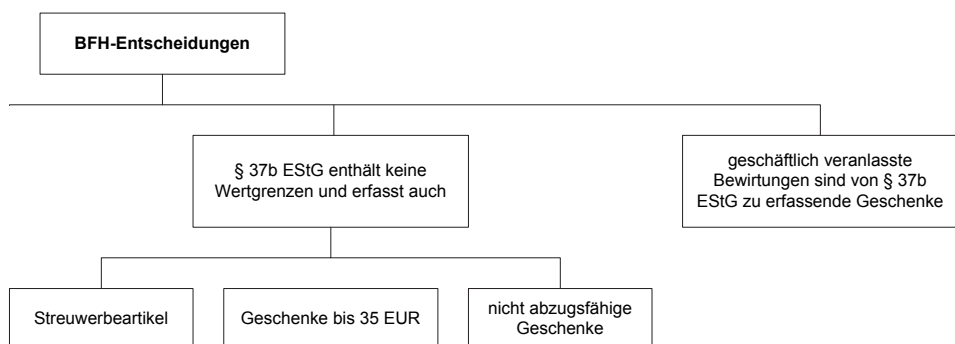 BFH-Entscheidungen
§ 37b EStG enthält keine
Wertgrenzen und erfasst auch
geschäftlich veranlasste
Bewirtungen sind von § 37b
EStG zu erfassende Geschenke
Streuwerbeartikel
Geschenke bis 35 EUR
nicht abzugsfähige
Geschenke